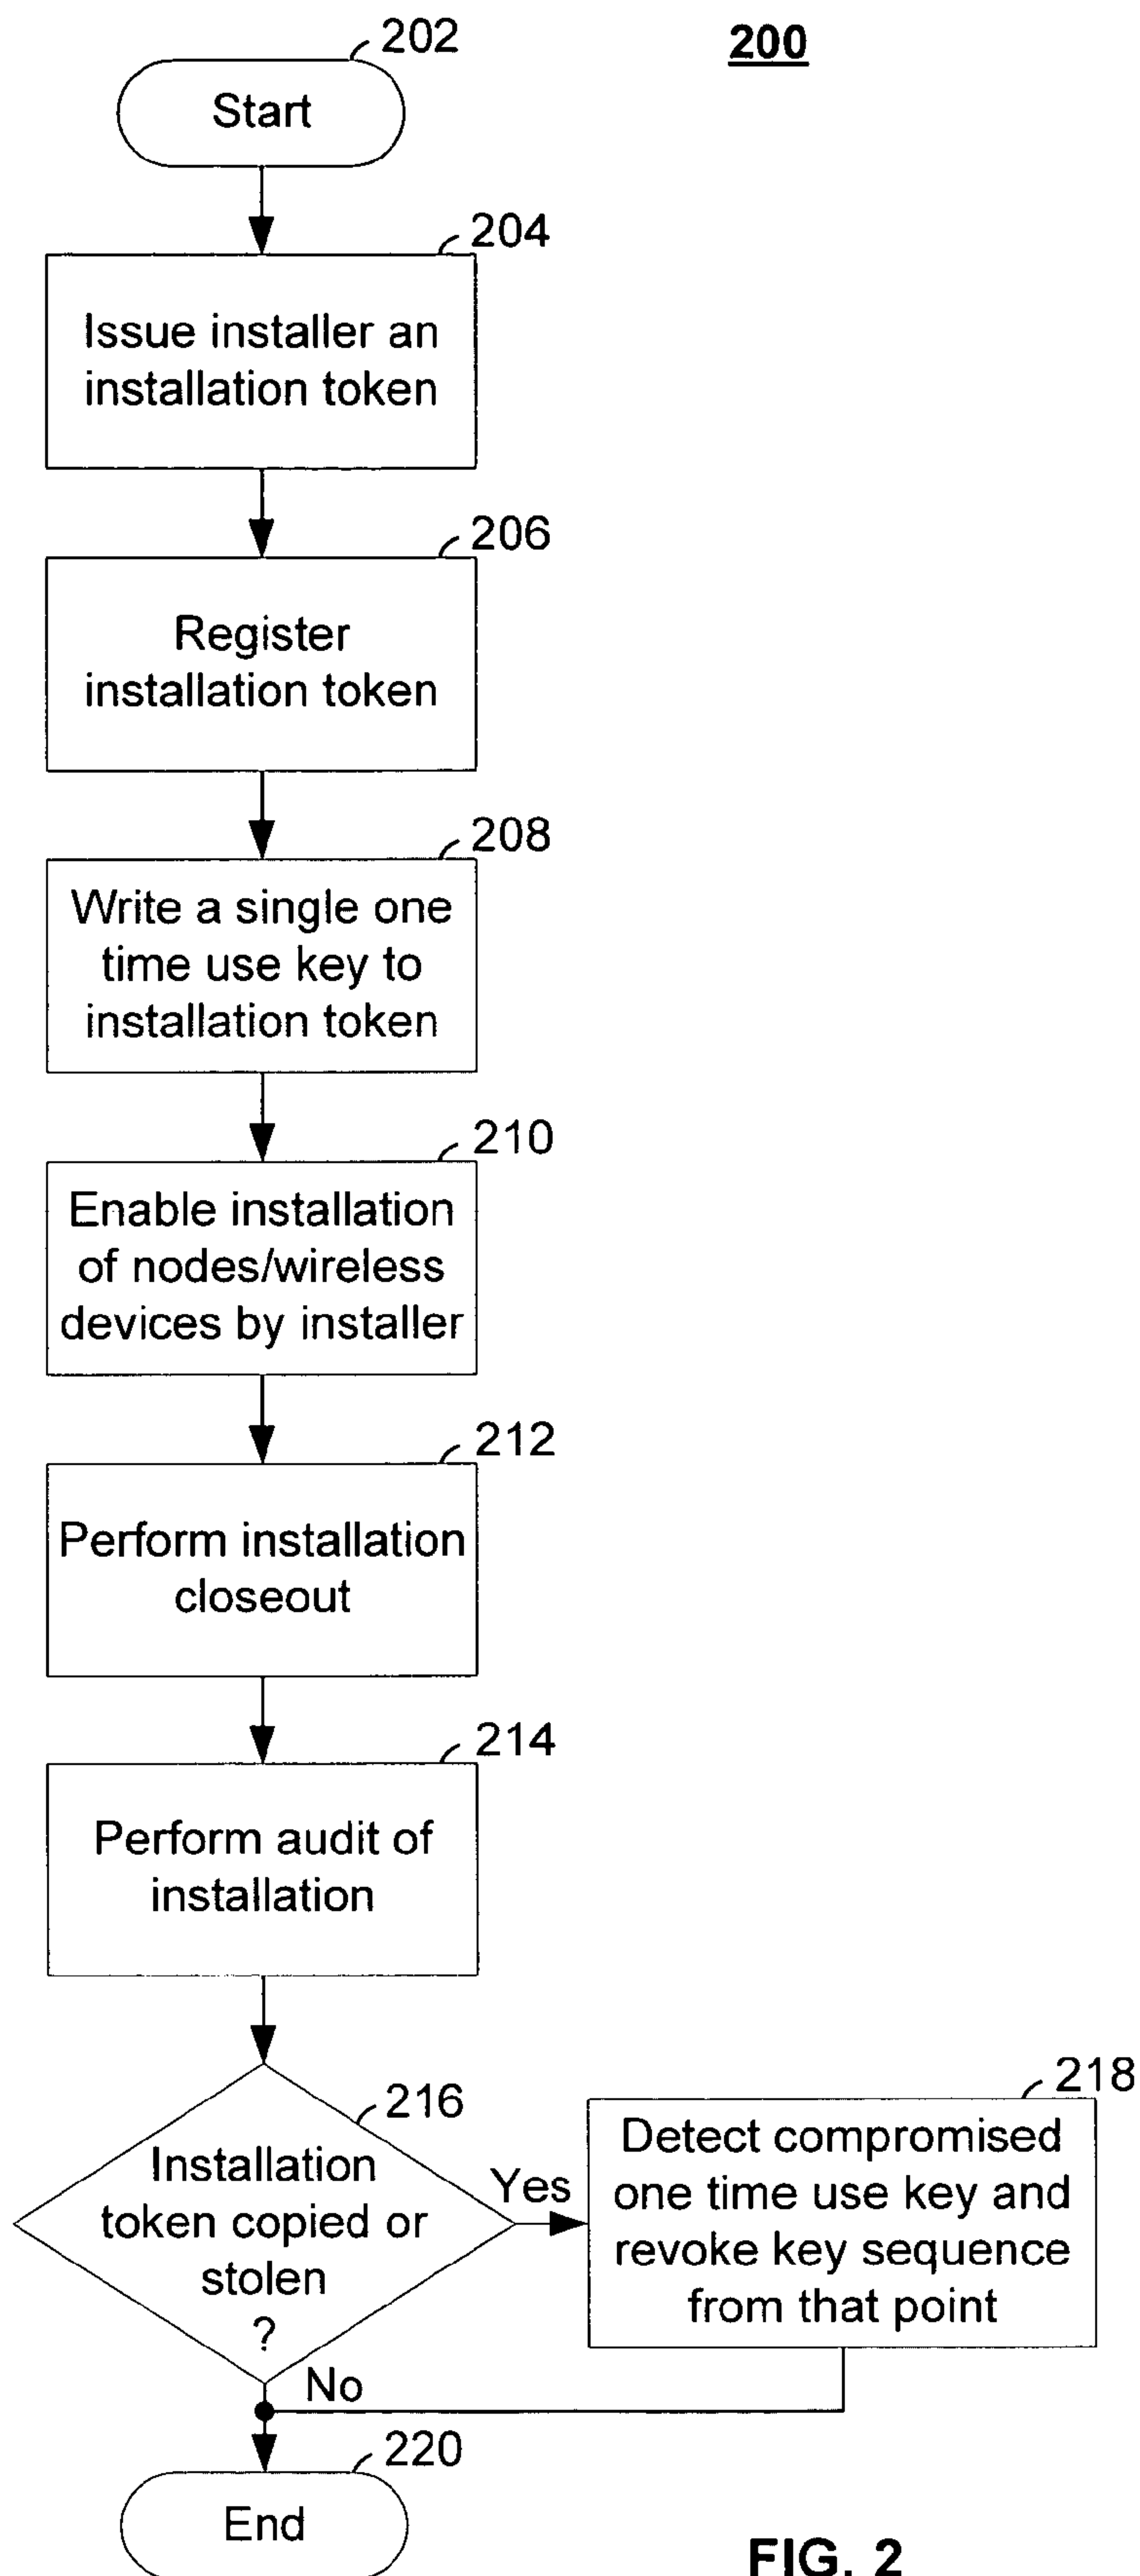 202
200
Start
204
Issue installer an
installation token
206
Register
installation token
208
Write a single one
time use key to
installation token
210
Enable installation
of nodes/wireless
devices by installer
212
Perform installation
closeout
214
Perform audit of
installation
216
Installation
token copied or
stolen
?
Yes
218
Detect compromised
one time use key and
revoke key sequence
from that point
No
220
End
FIG. 2